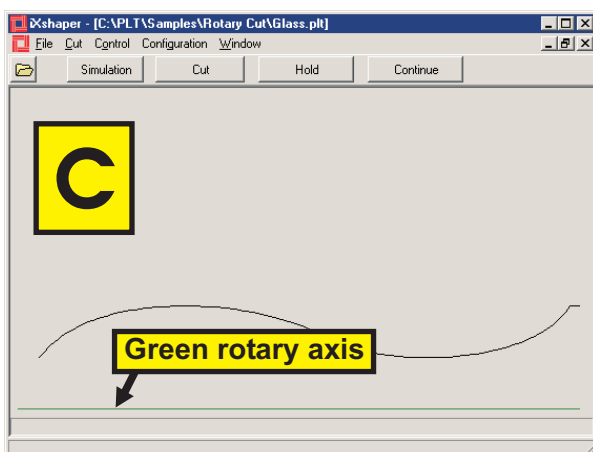 iXshaper - [C:\PLT\Samples\Rotary Cut\Glass.plt]
File Cut Control Configuration Window
Simulation Cut Hold Continue
C
Green rotary axis